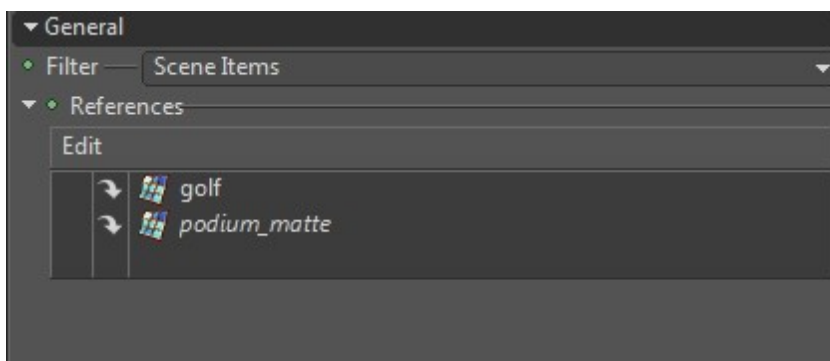 General
Filter Scene Items
References
Edit
golf
podium_matte